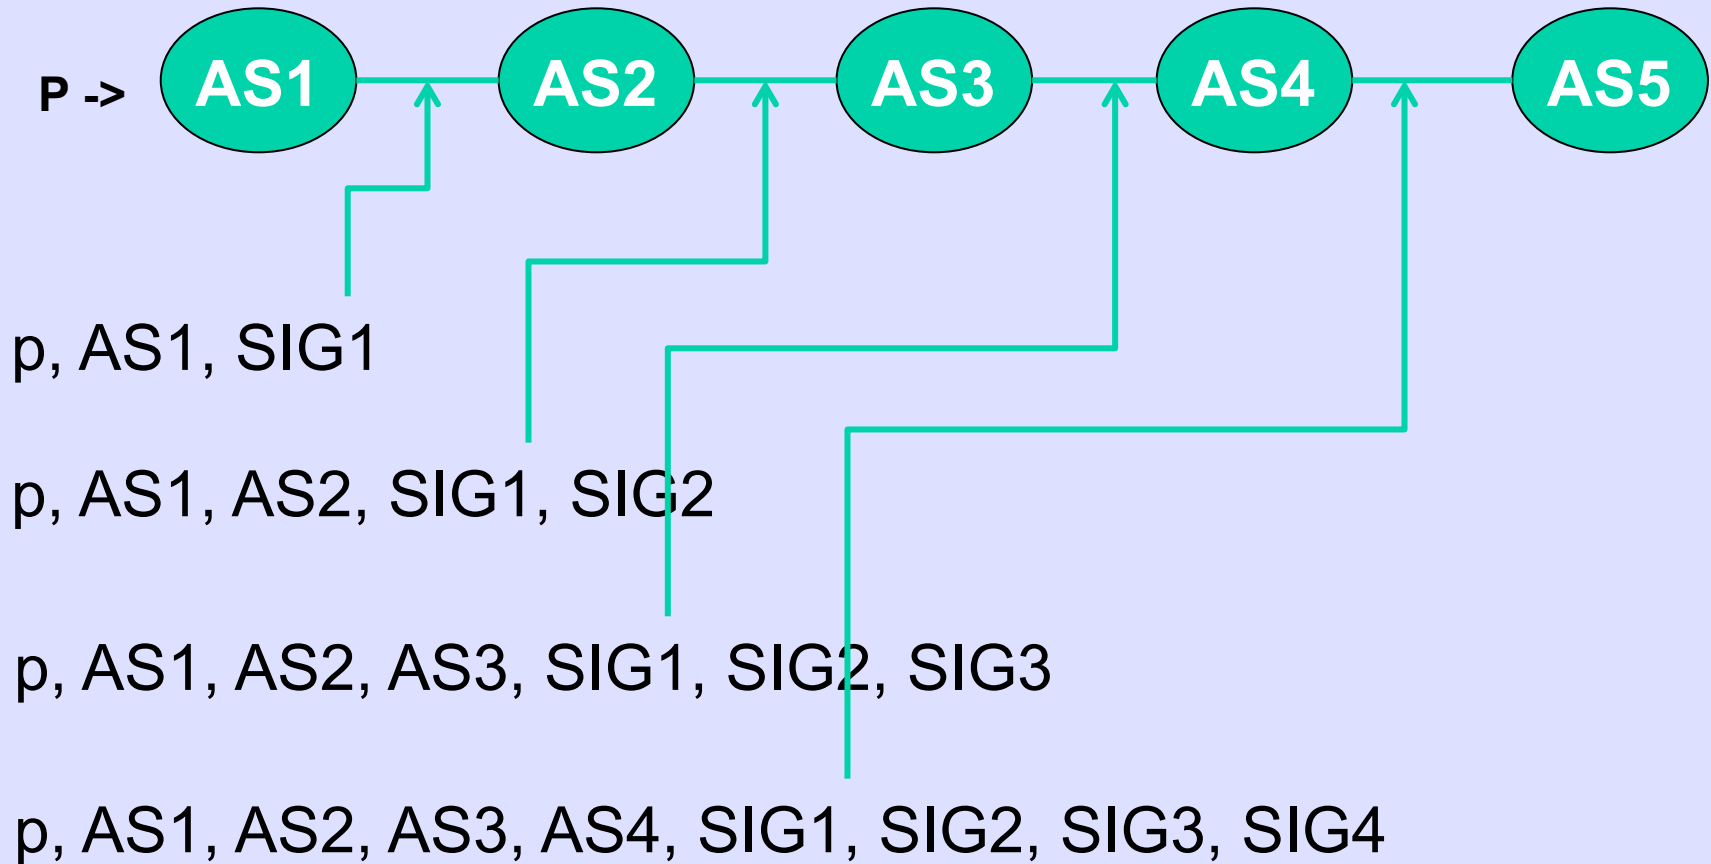 P -> AS1 AS2 AS3 AS4 AS5
p, AS1, SIG1
p, AS1, AS2, SIG1, SIG2
p, AS1, AS2, AS3, SIG1, SIG2, SIG3
p, AS1, AS2, AS3, AS4, SIG1, SIG2, SIG3, SIG4